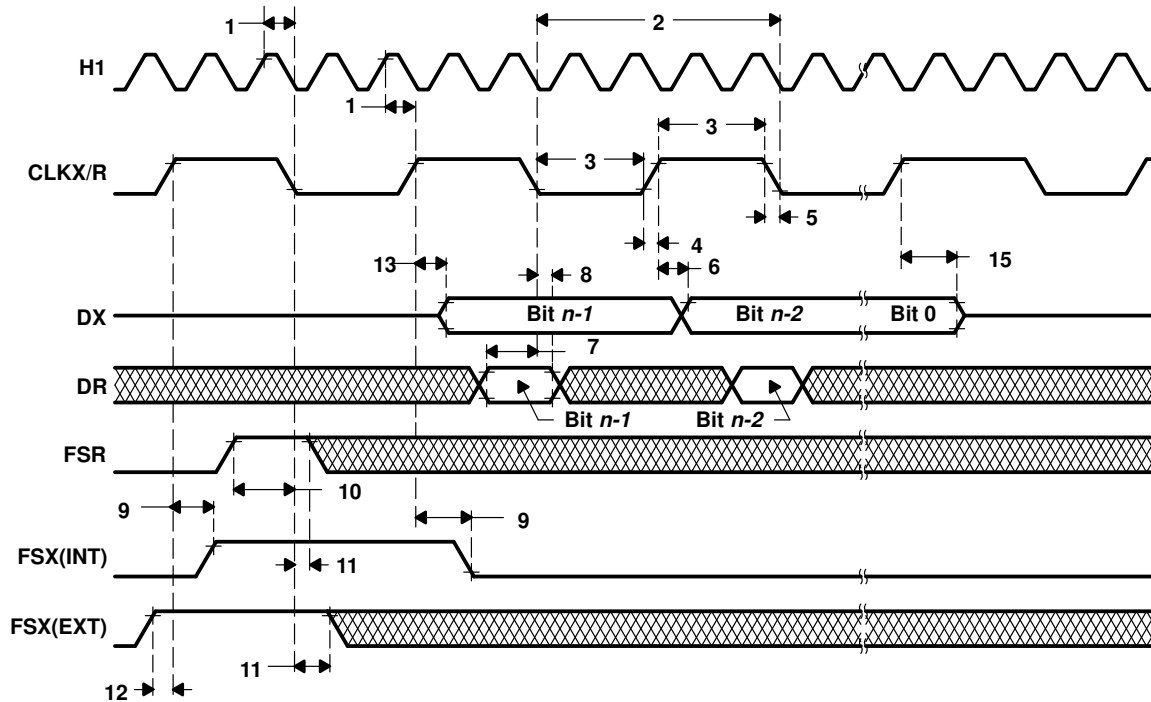 1
2
H1
1
3
3
CLKX/R
5
4
13
8
6
15
DX
Bit n-1
Bit n-2
Bit 0
7
DR
Bit n-1
Bit n-2
FSR
10
9
9
FSX(INT)
11
FSX(EXT)
11
12